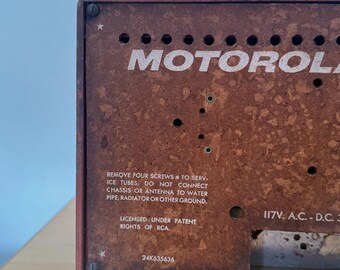 MOTOROLA
REMOVE FOUR SCREWS ☆ TO SERV-
ICE TUBES. DO NOT CONNECT
CHASSIS OR ANTENNA TO WATER
PIPE, RADIATOR OR OTHER GROUND.
LICENSED UNDER PATENT
RIGHTS OF RCA.
117V. A.C. - D.C. 3
24K635636